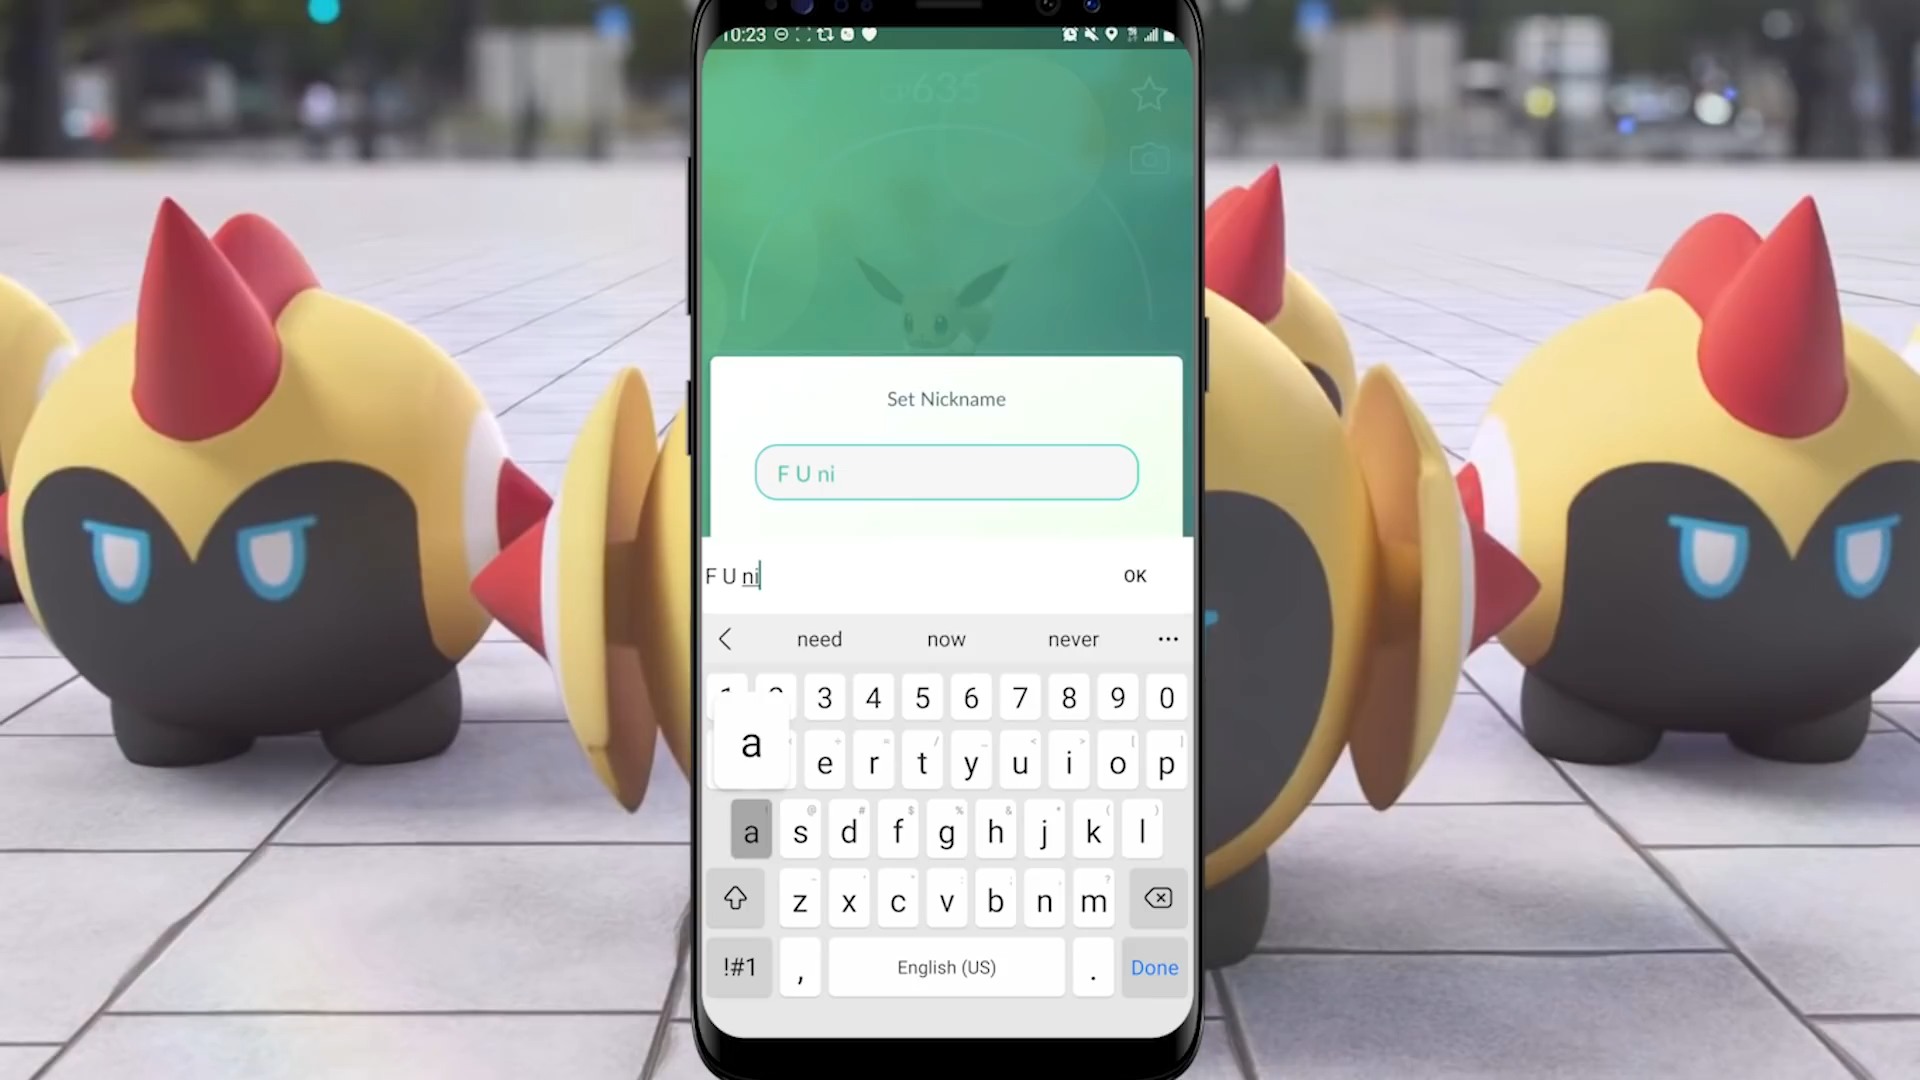 10:23
CP635
Set Nickname
F U ni
F U ni
OK
need now never
3 4 5 6 7 8 9 0
a
e r t y u i o p
a s d f g h j k l
z x c v b n m
!#1 , English (US) . Done